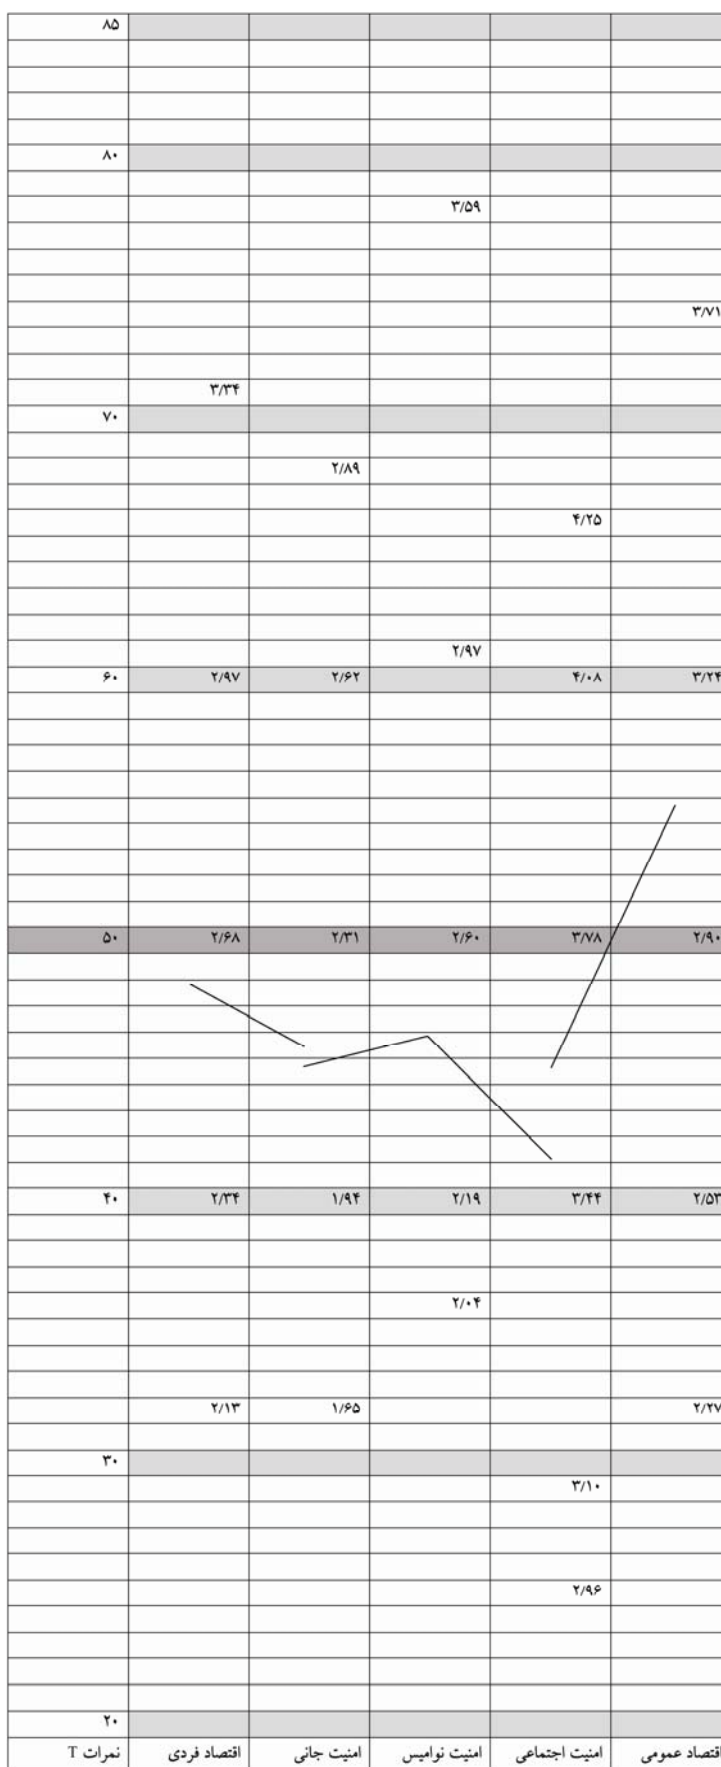 ۸۵
۸۰
۳/۵۹
۳/۷۱
۳/۳۴
۷۰
۲/۸۹
۴/۲۵
۲/۹۷
۳/۲۴ ۴/۰۸ ۲/۶۲ ۲/۹۷ ۶۰
۲/۹۰ ۳/۷۸ ۲/۶۰ ۲/۳۱ ۲/۶۸ ۵۰
۲/۵۳ ۳/۴۴ ۲/۱۹ ۱/۹۴ ۲/۳۴ ۴۰
۲/۰۴
۲/۲۷ ۱/۶۵ ۲/۱۳
۳۰
۳/۱۰
۲/۹۶
۲۰
اقتصاد عمومی امنیت اجتماعی امنیت نوامیس امنیت جانی اقتصاد فردی نمرات T